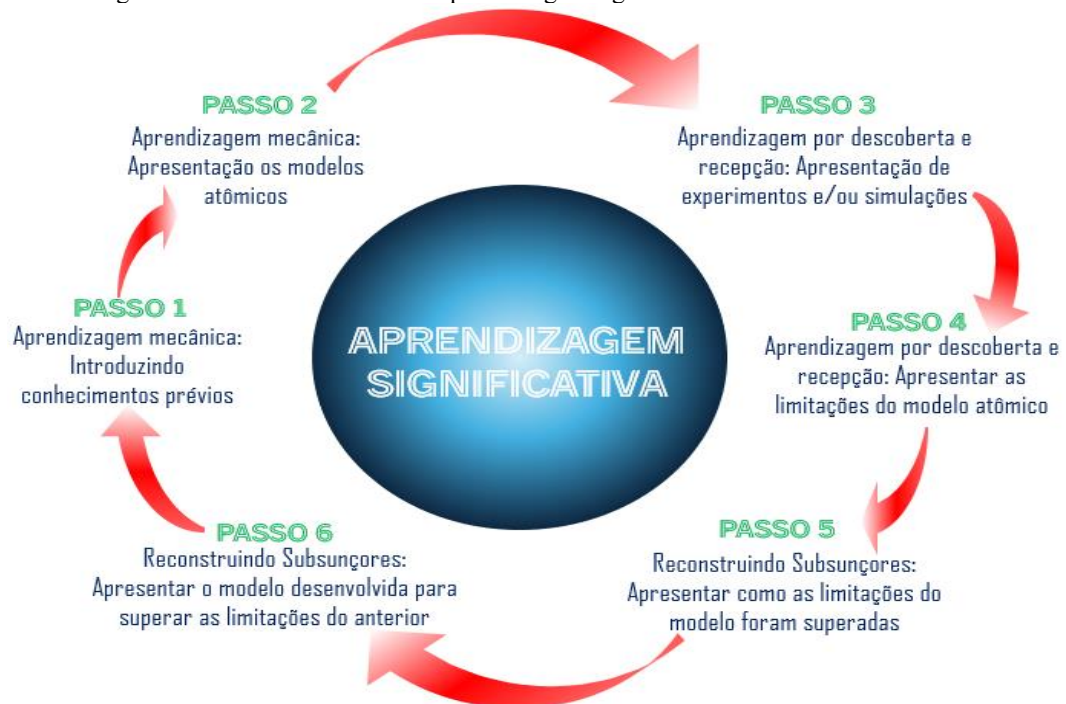 PASSO 2
Aprendizagem mecânica:
Apresentação os modelos
atômicos
PASSO 3
Aprendizagem por descoberta e
recepção: Apresentação de
experimentos e/ou simulações
PASSO 1
Aprendizagem mecânica:
Introduzindo
conhecimentos prévios
APRENDIZAGEM
SIGNIFICATIVA
PASSO 4
Aprendizagem por descoberta e
recepção: Apresentar as
limitações do modelo atômico
PASSO 6
Reconstruindo Subsunçores:
Apresentar o modelo desenvolvida para
superar as limitações do anterior
PASSO 5
Reconstruindo Subsunçores:
Apresentar como as limitações do
modelo foram superadas